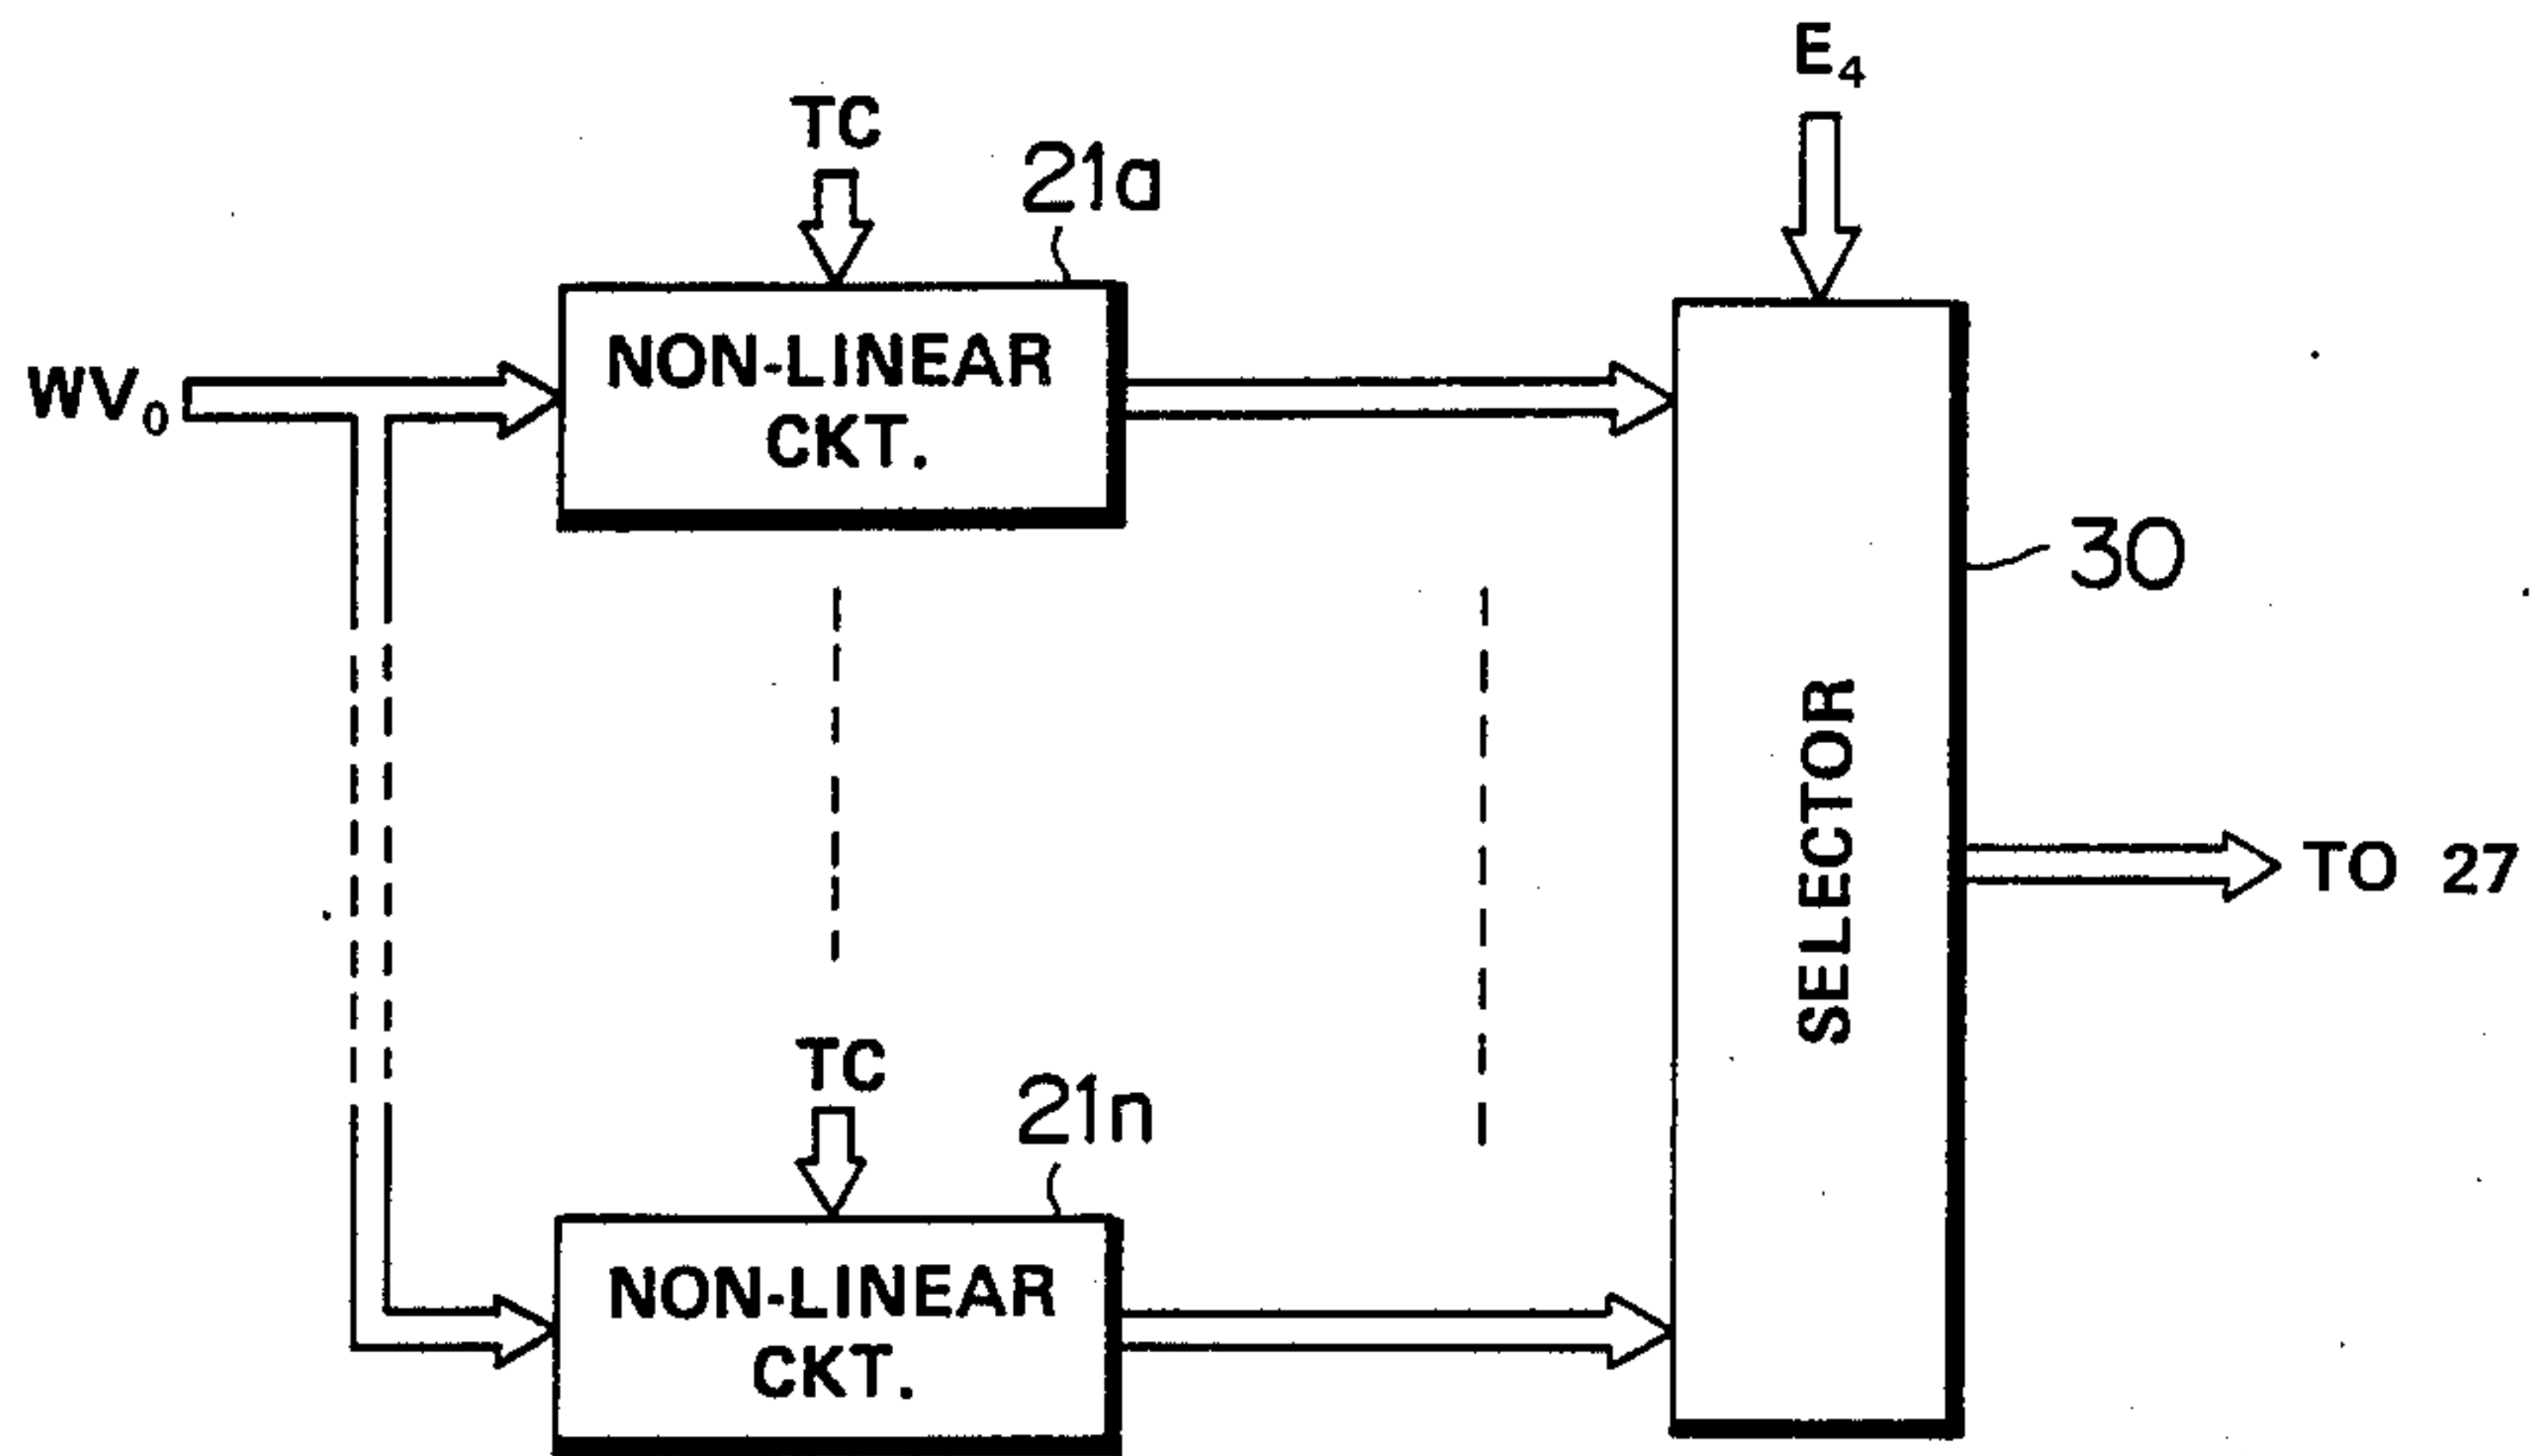 E₄
TC
21a
WV₀
NON-LINEAR
CKT.
30
SELECTOR
TO 27
TC
21n
NON-LINEAR
CKT.